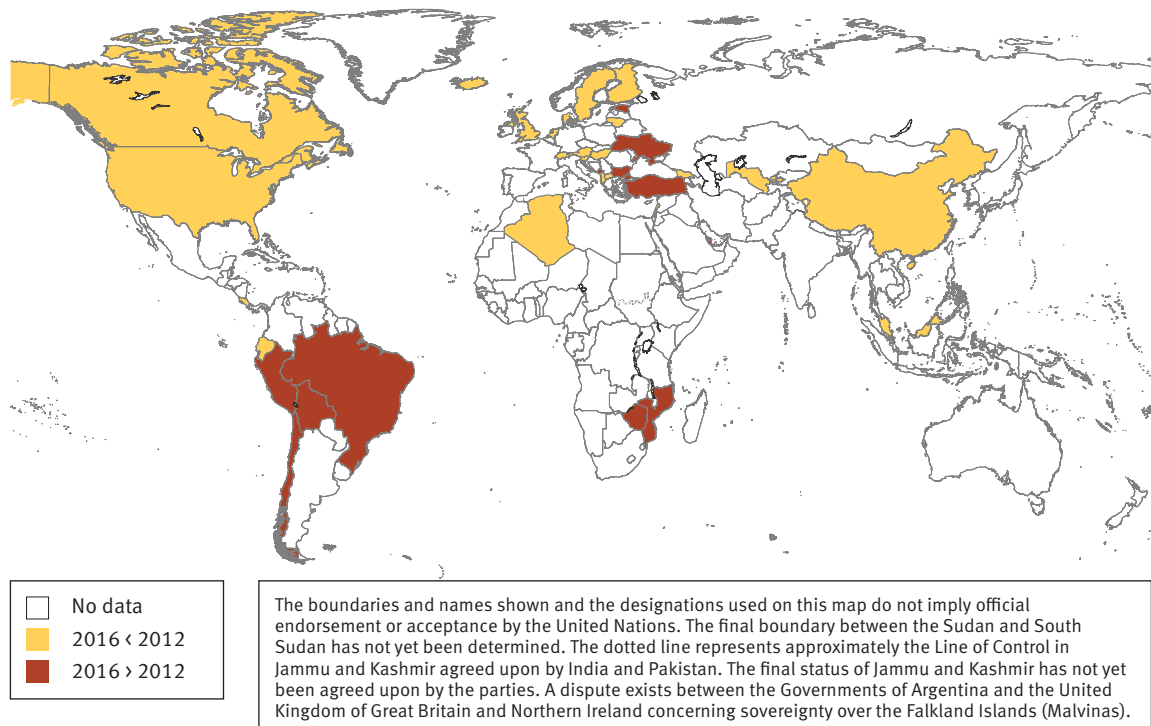 No data
2016 < 2012
2016 > 2012
The boundaries and names shown and the designations used on this map do not imply official
endorsement or acceptance by the United Nations. The final boundary between the Sudan and South
Sudan has not yet been determined. The dotted line represents approximately the Line of Control in
Jammu and Kashmir agreed upon by India and Pakistan. The final status of Jammu and Kashmir has not yet
been agreed upon by the parties. A dispute exists between the Governments of Argentina and the United
Kingdom of Great Britain and Northern Ireland concerning sovereignty over the Falkland Islands (Malvinas).